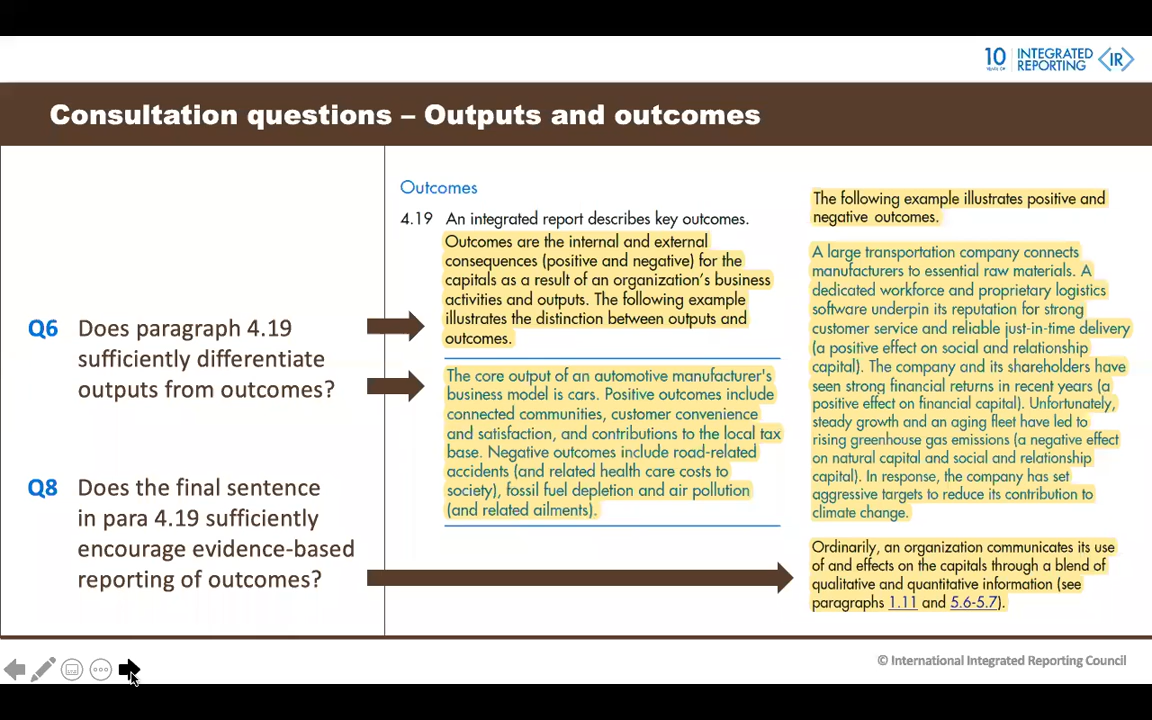 10
YEARS OF
INTEGRATED
REPORTING
IR
Consultation questions – Outputs and outcomes
Q6 Does paragraph 4.19
sufficiently differentiate
outputs from outcomes?
Q8 Does the final sentence
in para 4.19 sufficiently
encourage evidence-based
reporting of outcomes?
Outcomes
4.19 An integrated report describes key outcomes.
Outcomes are the internal and external
consequences (positive and negative) for the
capitals as a result of an organization's business
activities and outputs. The following example
illustrates the distinction between outputs and
outcomes.
The core output of an automotive manufacturer's
business model is cars. Positive outcomes include
connected communities, customer convenience
and satisfaction, and contributions to the local tax
base. Negative outcomes include road-related
accidents (and related health care costs to
society), fossil fuel depletion and air pollution
(and related ailments).
The following example illustrates positive and
negative outcomes.
A large transportation company connects
manufacturers to essential raw materials. A
dedicated workforce and proprietary logistics
software underpin its reputation for strong
customer service and reliable just-in-time delivery
(a positive effect on social and relationship
capital). The company and its shareholders have
seen strong financial returns in recent years (a
positive effect on financial capital). Unfortunately,
steady growth and an aging fleet have led to
rising greenhouse gas emissions (a negative effect
on natural capital and social and relationship
capital). In response, the company has set
aggressive targets to reduce its contribution to
climate change.
Ordinarily, an organization communicates its use
of and effects on the capitals through a blend of
qualitative and quantitative information (see
paragraphs 1.11 and 5.6-5.7).
© International Integrated Reporting Council